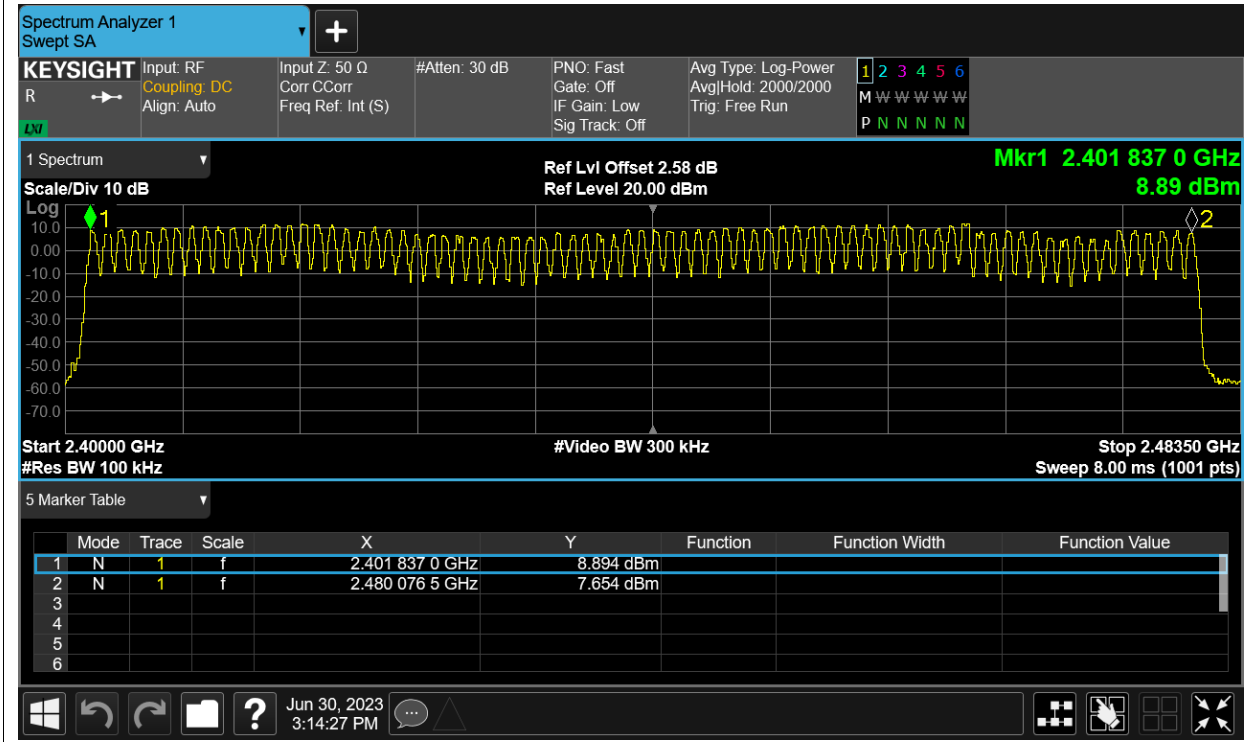 Spectrum Analyzer 1
Swept SA
+
KEYSIGHT Input: RF Input Z: 50 Ω #Atten: 30 dB PNO: Fast Avg Type: Log-Power 1 2 3 4 5 6
R Coupling: DC Corr CCorr Gate: Off Avg|Hold: 2000/2000 M W W W W W
Align: Auto Freq Ref: Int (S) IF Gain: Low Trig: Free Run
LXI Sig Track: Off P N N N N N N
1 Spectrum Ref Lvl Offset 2.58 dB Mkr1 2.401 837 0 GHz
Scale/Div 10 dB Ref Level 20.00 dBm 8.89 dBm
Log
1 2
10.0
0.00
-10.0
-20.0
-30.0
-40.0
-50.0
-60.0
-70.0
Start 2.40000 GHz #Video BW 300 kHz Stop 2.48350 GHz
#Res BW 100 kHz Sweep 8.00 ms (1001 pts)
5 Marker Table
Mode Trace Scale X Y Function Function Width Function Value
1 N 1 f 2.401 837 0 GHz 8.894 dBm
2 N 1 f 2.480 076 5 GHz 7.654 dBm
3
4
5
6
? Jun 30, 2023
3:14:27 PM